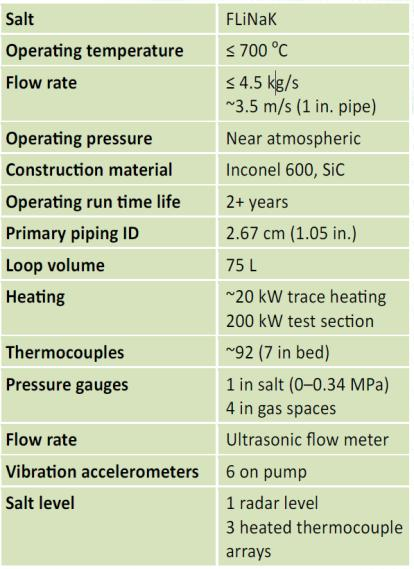 Salt FLiNaK
Operating temperature ≤ 700 °C
Flow rate ≤ 4.5 kg/s
~3.5 m/s (1 in. pipe)
Operating pressure Near atmospheric
Construction material Inconel 600, SiC
Operating run time life 2+ years
Primary piping ID 2.67 cm (1.05 in.)
Loop volume 75 L
Heating ~20 kW trace heating
200 kW test section
Thermocouples ~92 (7 in bed)
Pressure gauges 1 in salt (0–0.34 MPa)
4 in gas spaces
Flow rate Ultrasonic flow meter
Vibration accelerometers 6 on pump
Salt level 1 radar level
3 heated thermocouple
arrays